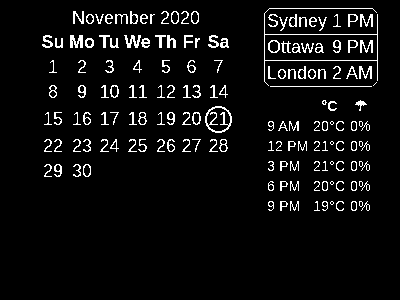 November 2020
Su Mo Tu We Th Fr Sa
1 2 3 4 5 6 7
8 9 10 11 12 13 14
15 16 17 18 19 20 21
22 23 24 25 26 27 28
29 30
Sydney 1 PM
Ottawa 9 PM
London 2 AM
°C ☂
9 AM 20°C 0%
12 PM 21°C 0%
3 PM 21°C 0%
6 PM 20°C 0%
9 PM 19°C 0%